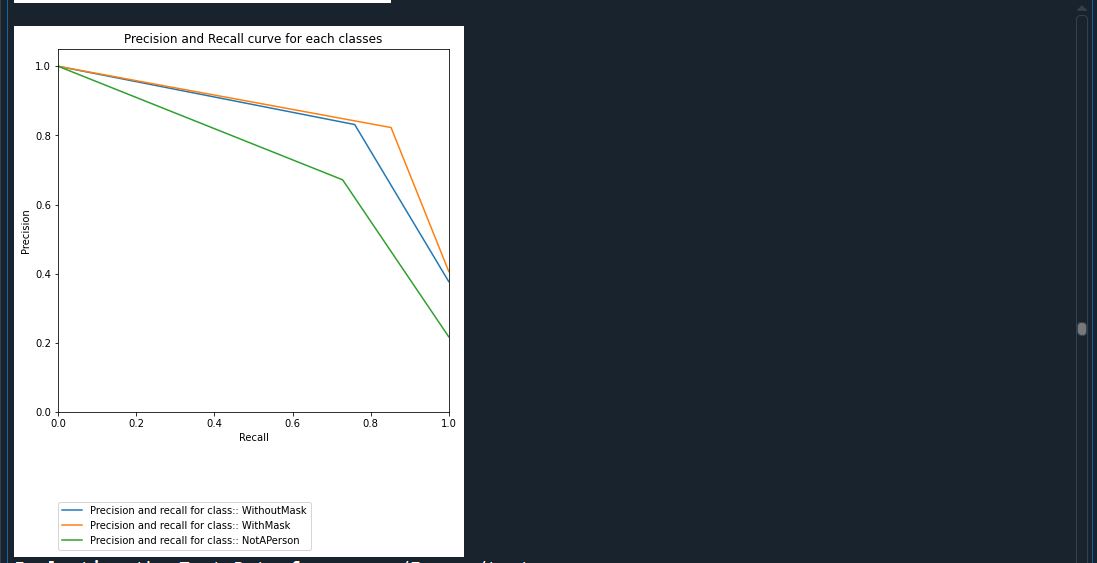 Precision and Recall curve for each classes
1.0
0.8
0.6
0.4
0.2
0.0
Precision
0.0 0.2 0.4 0.6 0.8 1.0
Recall
Precision and recall for class:: WithoutMask
Precision and recall for class:: WithMask
Precision and recall for class:: NotAPerson